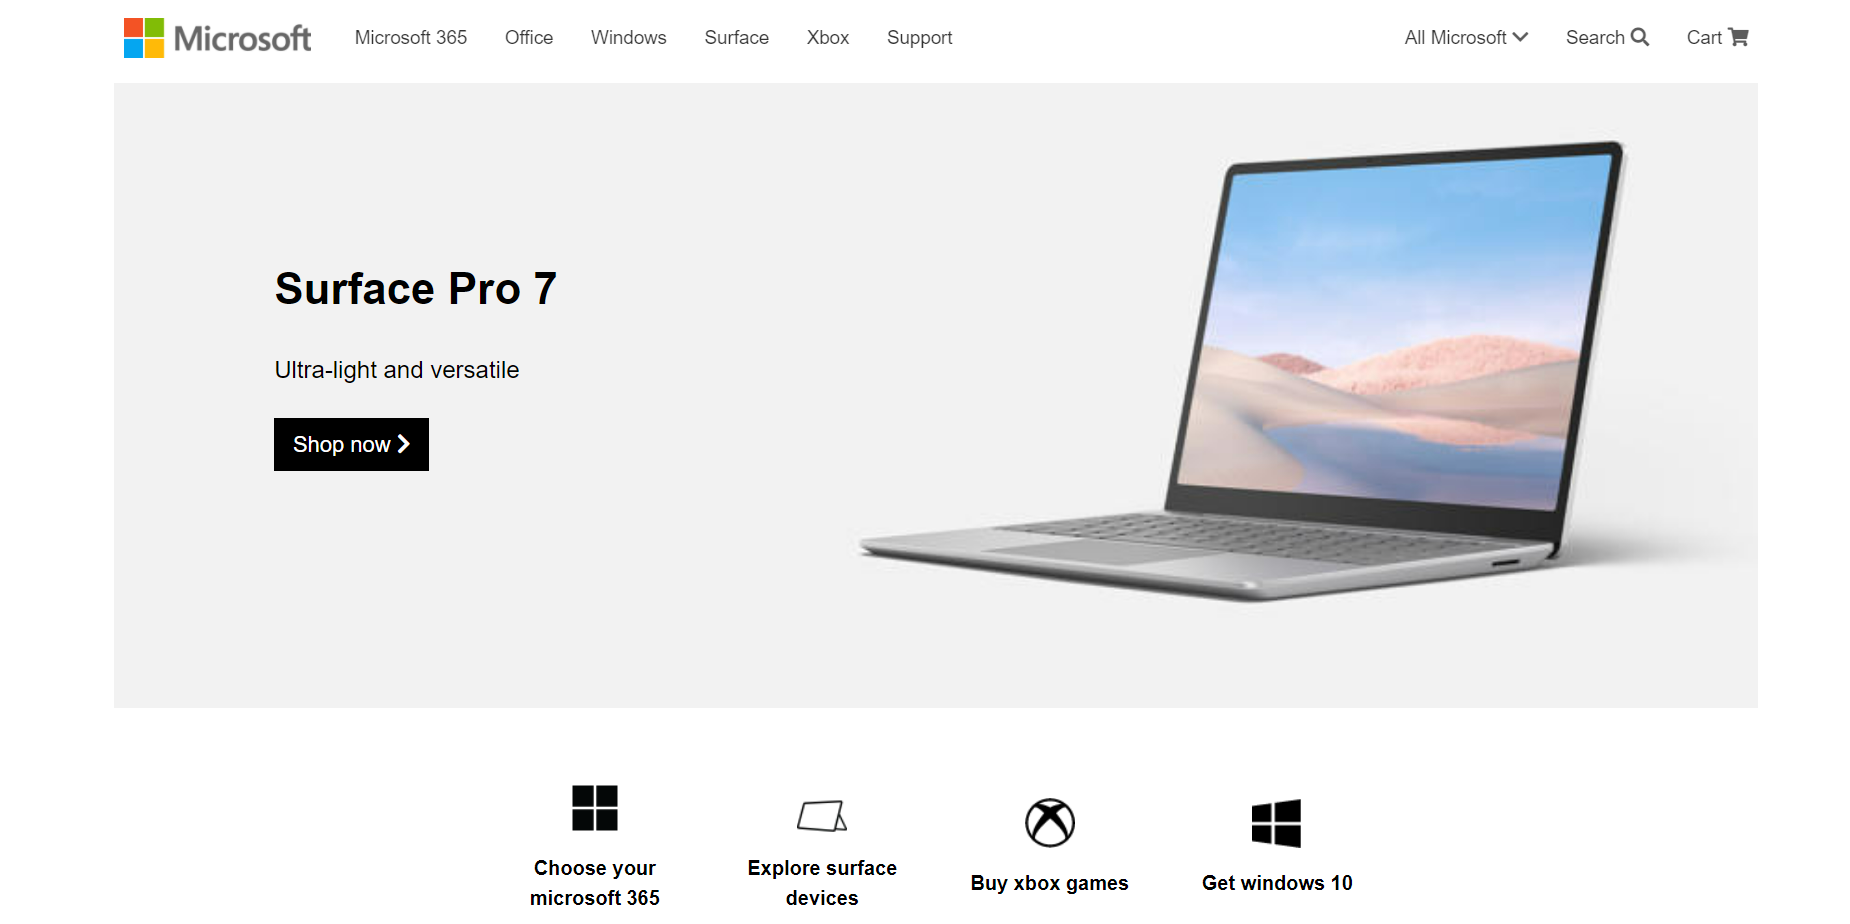 Microsoft
Microsoft 365
Office
Windows
Surface
Xbox
Support
All Microsoft
Search
Cart
Surface Pro 7
Ultra-light and versatile
Shop now
Choose your
microsoft 365
Explore surface
devices
Buy xbox games
Get windows 10